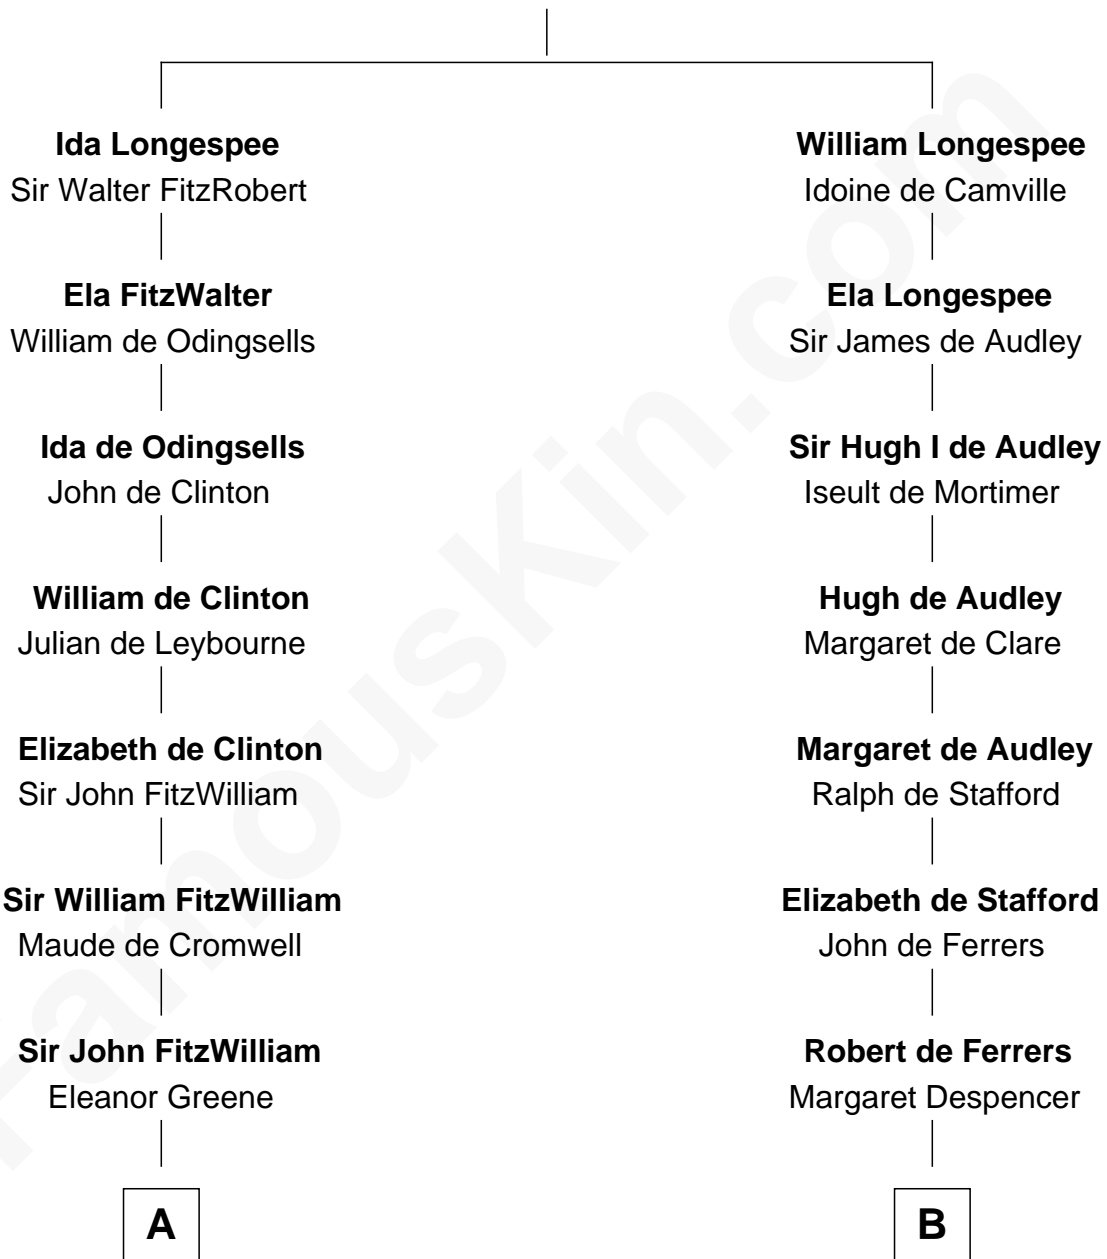 Ida Longespee
Sir Walter FitzRobert
Ela FitzWalter
William de Odingsells
Ida de Odingsells
John de Clinton
William de Clinton
Julian de Leybourne
Elizabeth de Clinton
Sir John FitzWilliam
Sir William FitzWilliam
Maude de Cromwell
Sir John FitzWilliam
Eleanor Greene
A
William Longespee
Idoine de Camville
Ela Longespee
Sir James de Audley
Sir Hugh I de Audley
Iseult de Mortimer
Hugh de Audley
Margaret de Clare
Margaret de Audley
Ralph de Stafford
Elizabeth de Stafford
John de Ferrers
Robert de Ferrers
Margaret Despencer
B
FamousKin.com